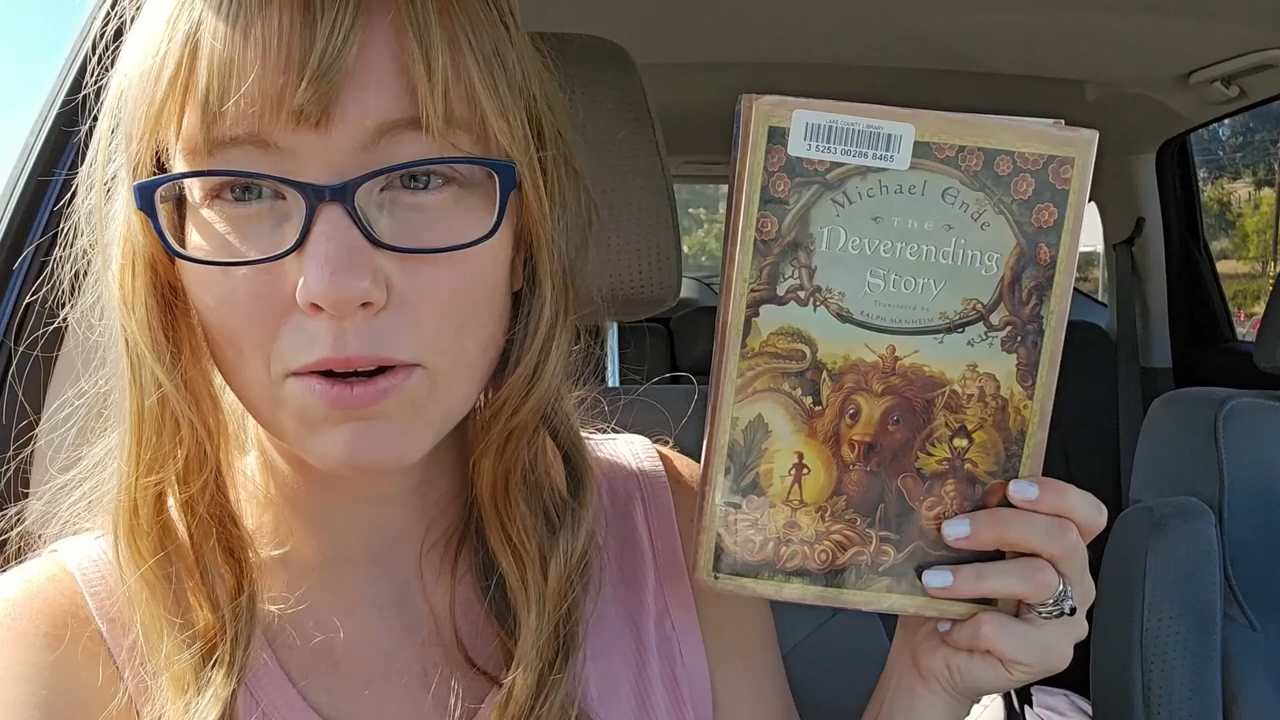 LAKE COUNTY LIBRARY
3 5253 00286 8465
Michael Ende
THE
Neverending
Story
Translated by
RALPH MANHEIM